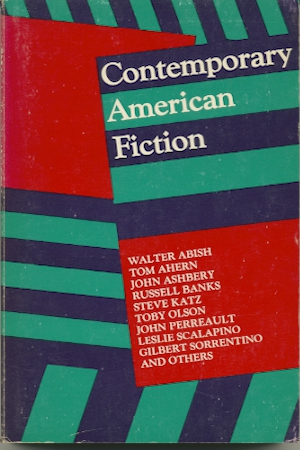 Contemporary
American
Fiction
WALTER ABISH
TOM AHERN
JOHN ASHBERY
RUSSELL BANKS
STEVE KATZ
TOBY OLSON
JOHN PERREAULT
LESLIE SCALAPINO
GILBERT SORRENTINO
AND OTHERS